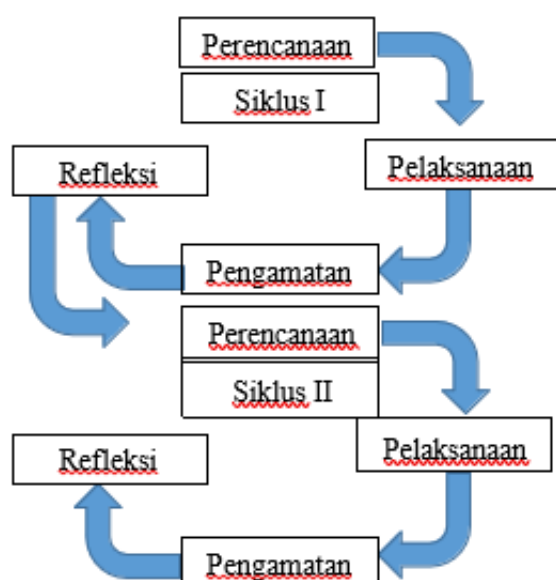 Perencanaan
Siklus I
Refleksi
Pelaksanaan
Pengamatan
Perencanaan
Siklus II
Refleksi
Pelaksanaan
Pengamatan